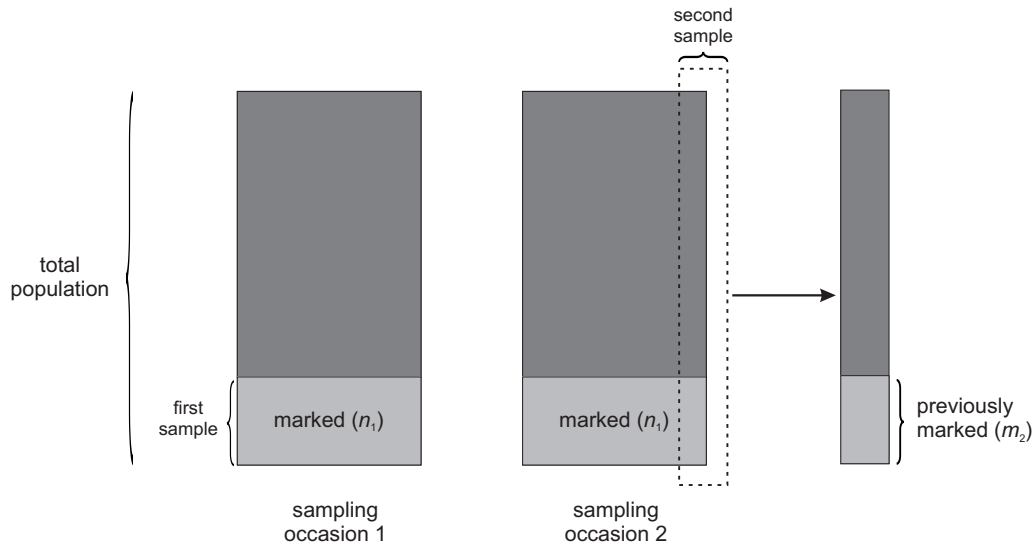 second
sample
total
population
first
sample
marked (n₁)
marked (n₁)
previously
marked (m₂)
sampling
occasion 1
sampling
occasion 2